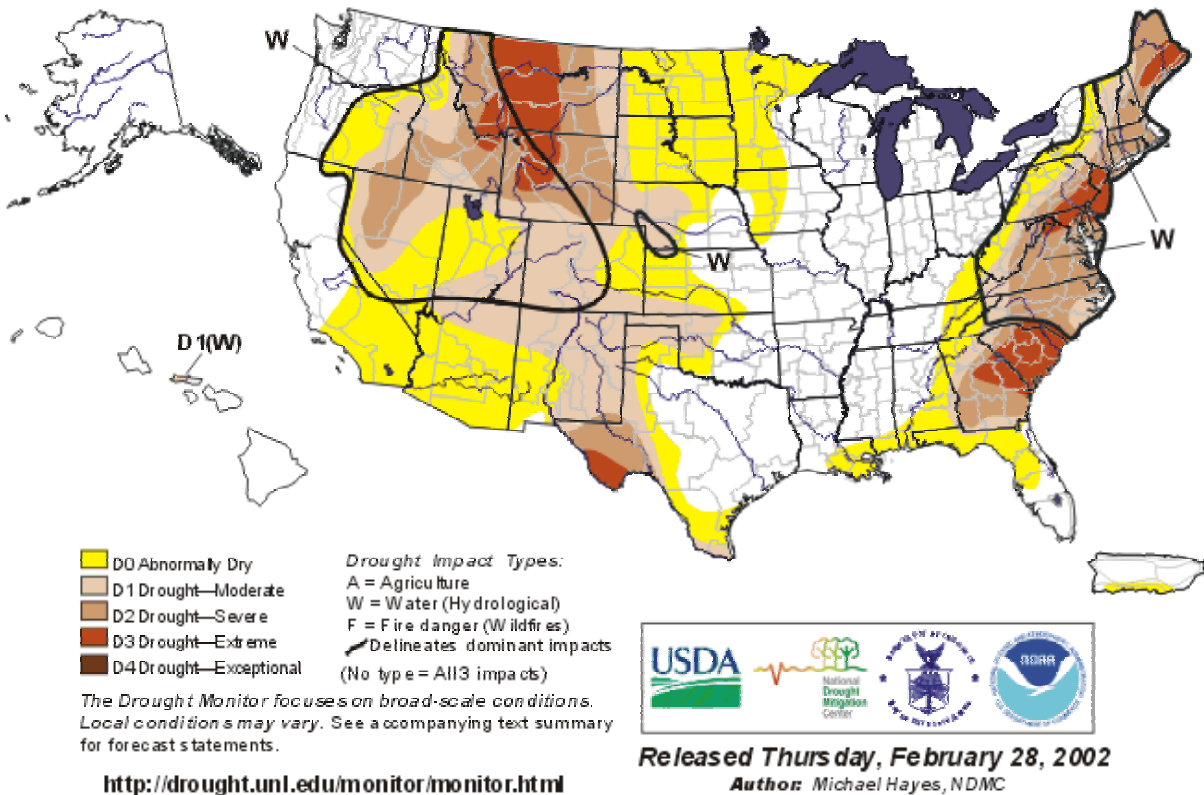 W
W
W
D1(W)
D0 Abnormally Dry
D1 Drought—Moderate
D2 Drought—Severe
D3 Drought—Extreme
D4 Drought—Exceptional
Drought Impact Types:
A = Agriculture
W = Water (Hydrological)
F = Fire danger (Wildfires)
Delineates dominant impacts
(No type = All 3 impacts)
The Drought Monitor focuses on broad-scale conditions.
Local conditions may vary. See accompanying text summary
for forecast statements.
http://drought.unl.edu/monitor/monitor.html
USDA
National
Drought
Mitigation
Center
NOAA
Released Thursday, February 28, 2002
Author: Michael Hayes, NDMC